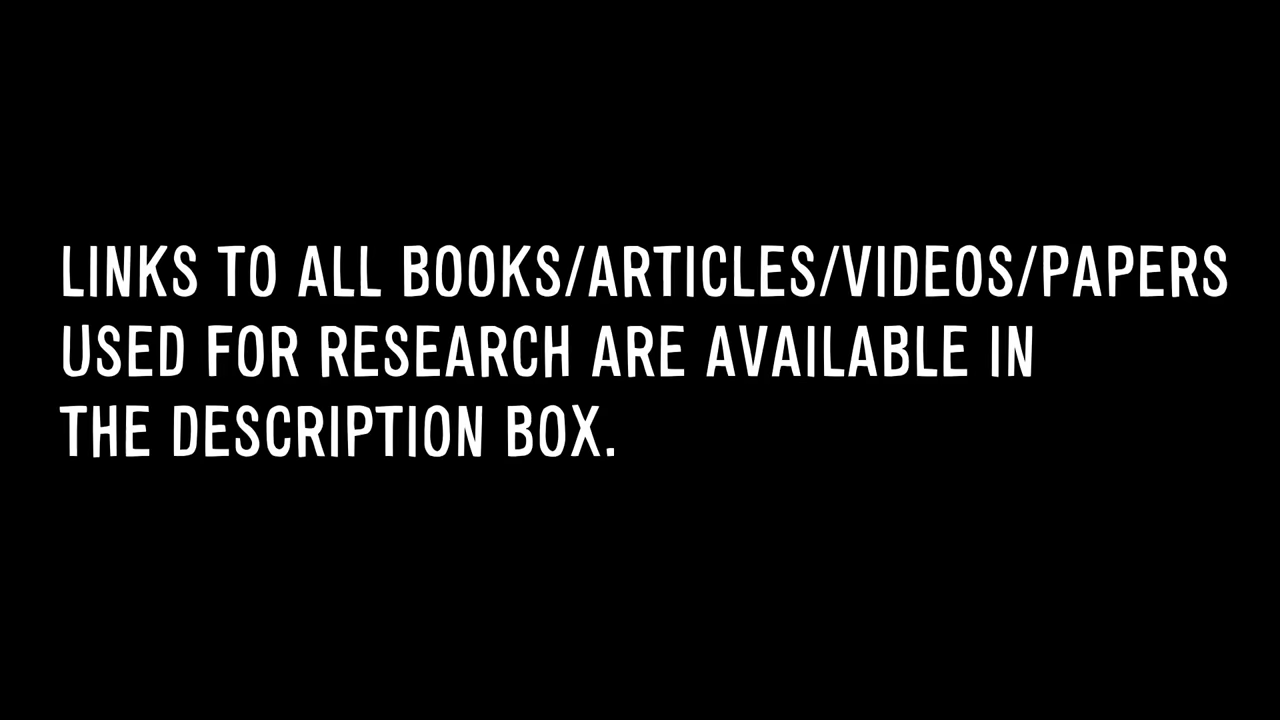 LINKS TO ALL BOOKS/ARTICLES/VIDEOS/PAPERS
USED FOR RESEARCH ARE AVAILABLE IN
THE DESCRIPTION BOX.